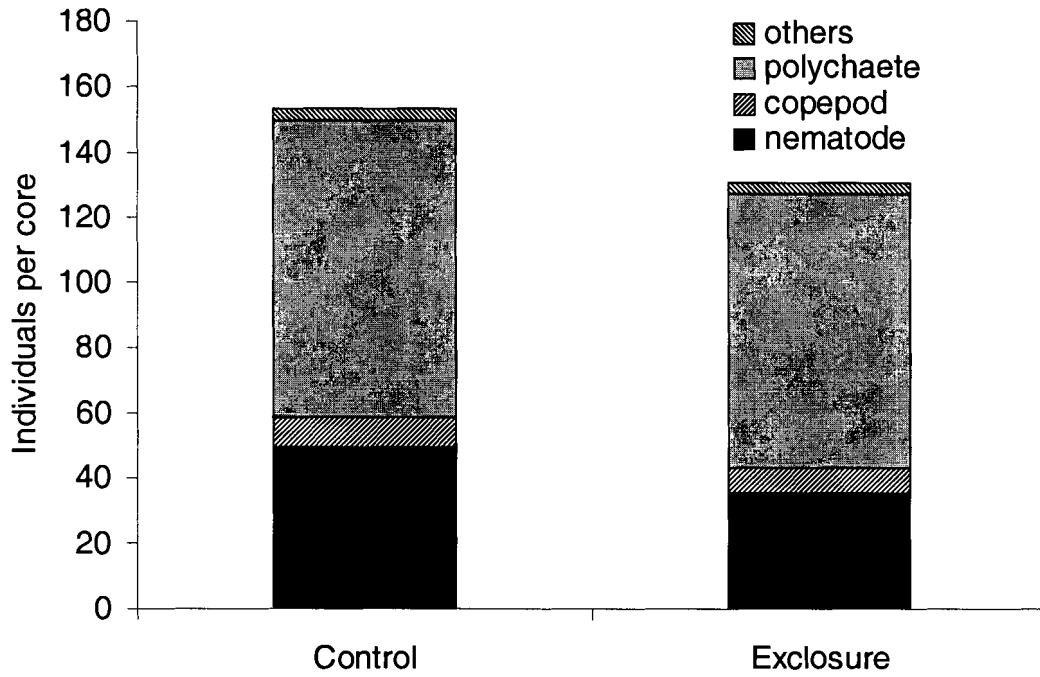 180
160
140
120
100
80
60
40
20
0
Individuals per core
others
polychaete
copepod
nematode
Control
Exclosure